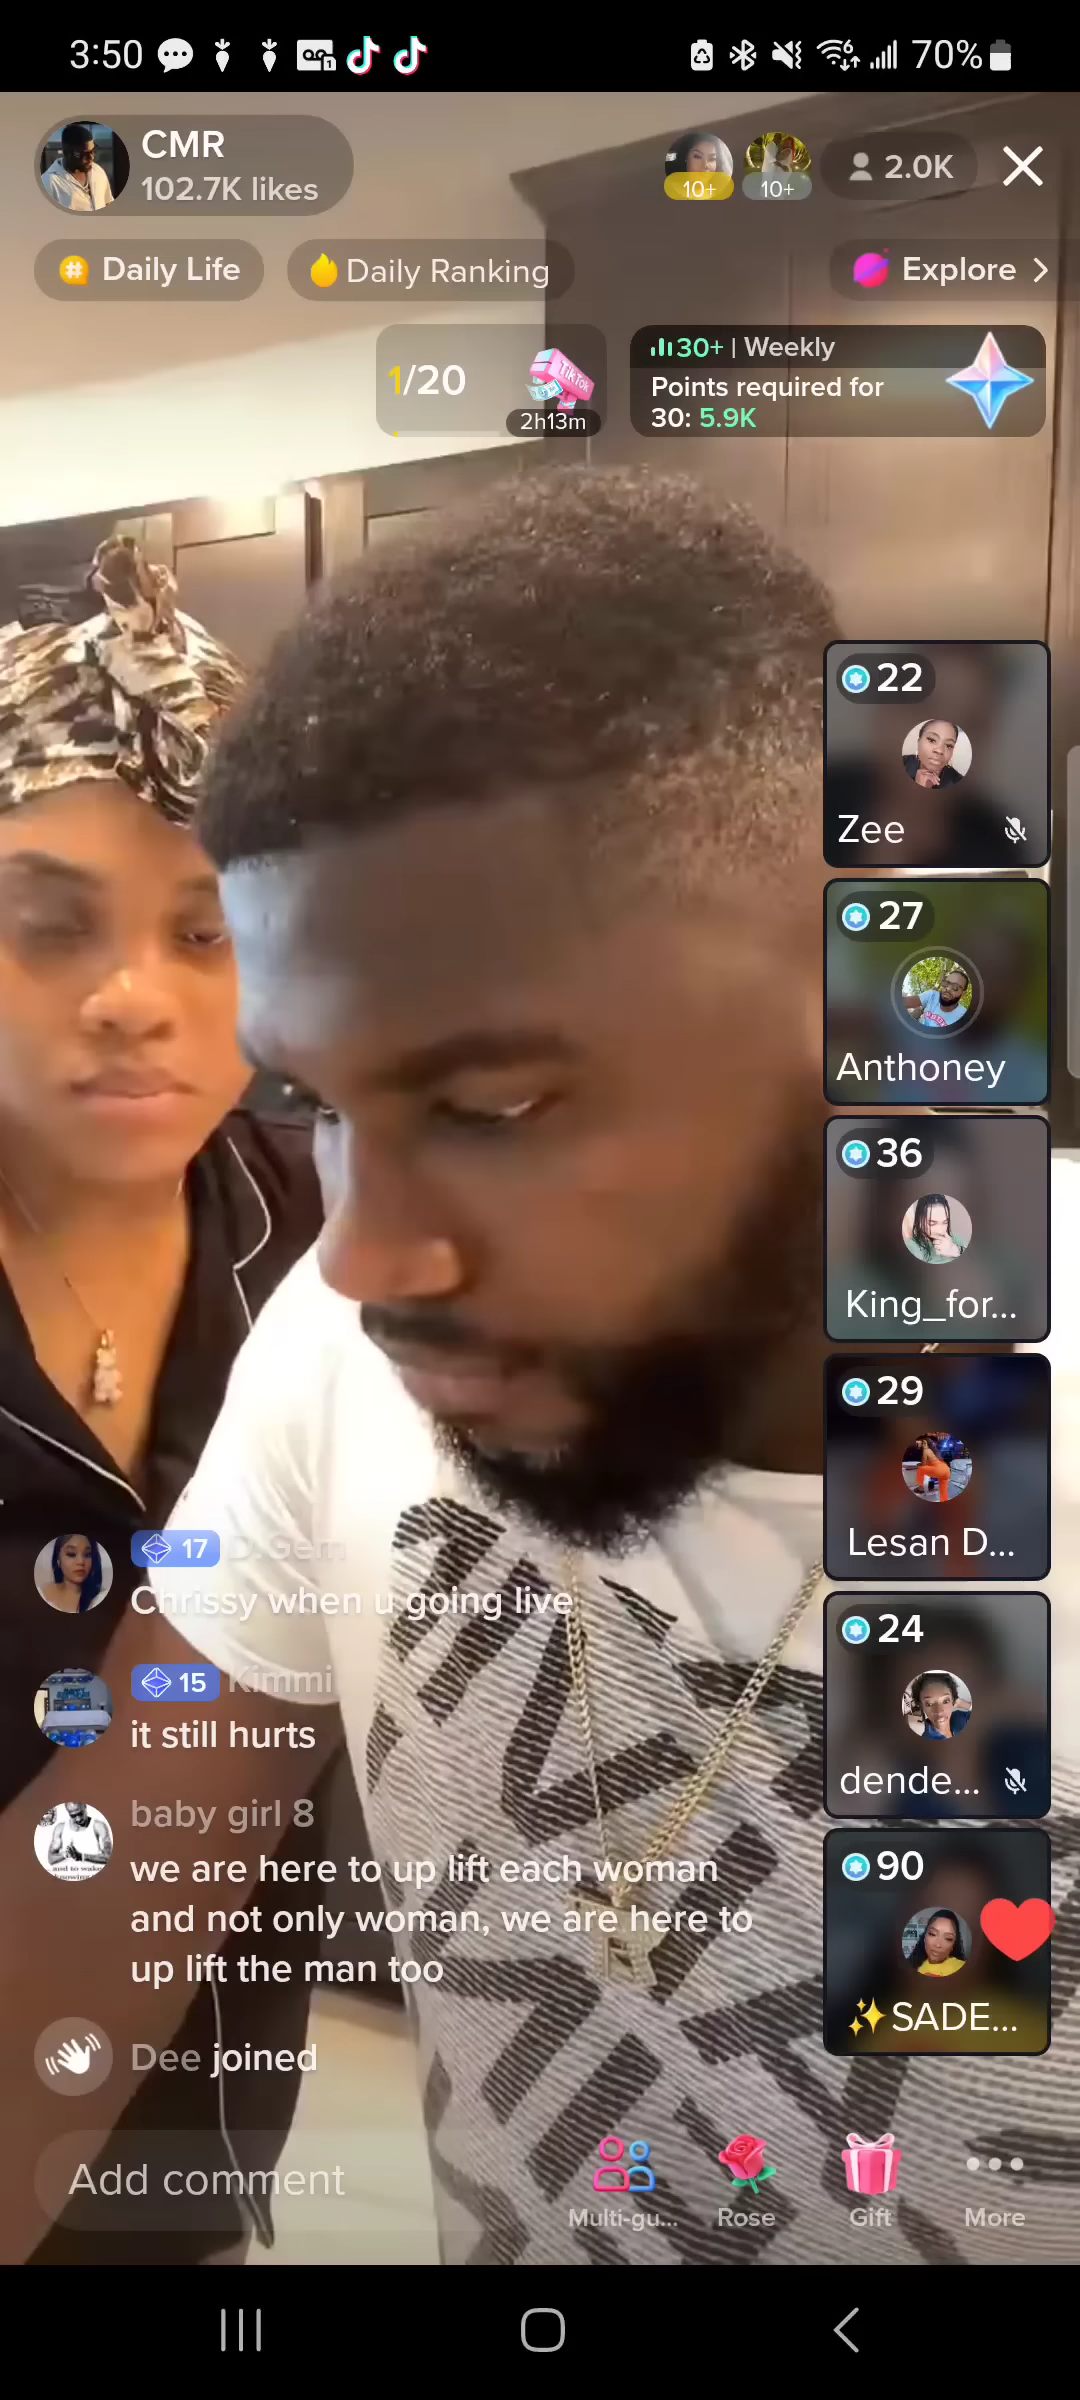 3:50
70%
CMR
102.7K likes
10+
10+
2.0K
Daily Life
Daily Ranking
Explore
1/20
TikTok
2h13m
30+ | Weekly
Points required for
30: 5.9K
22
Zee
27
Anthoney
36
King_for...
29
Lesan D...
24
dende...
90
✨SADE...
17 D.Gem
Chrissy when u going live
15 Kimmi
it still hurts
baby girl 8
we are here to up lift each woman
and not only woman, we are here to
up lift the man too
Dee joined
Add comment
Multi-gu...
Rose
Gift
More